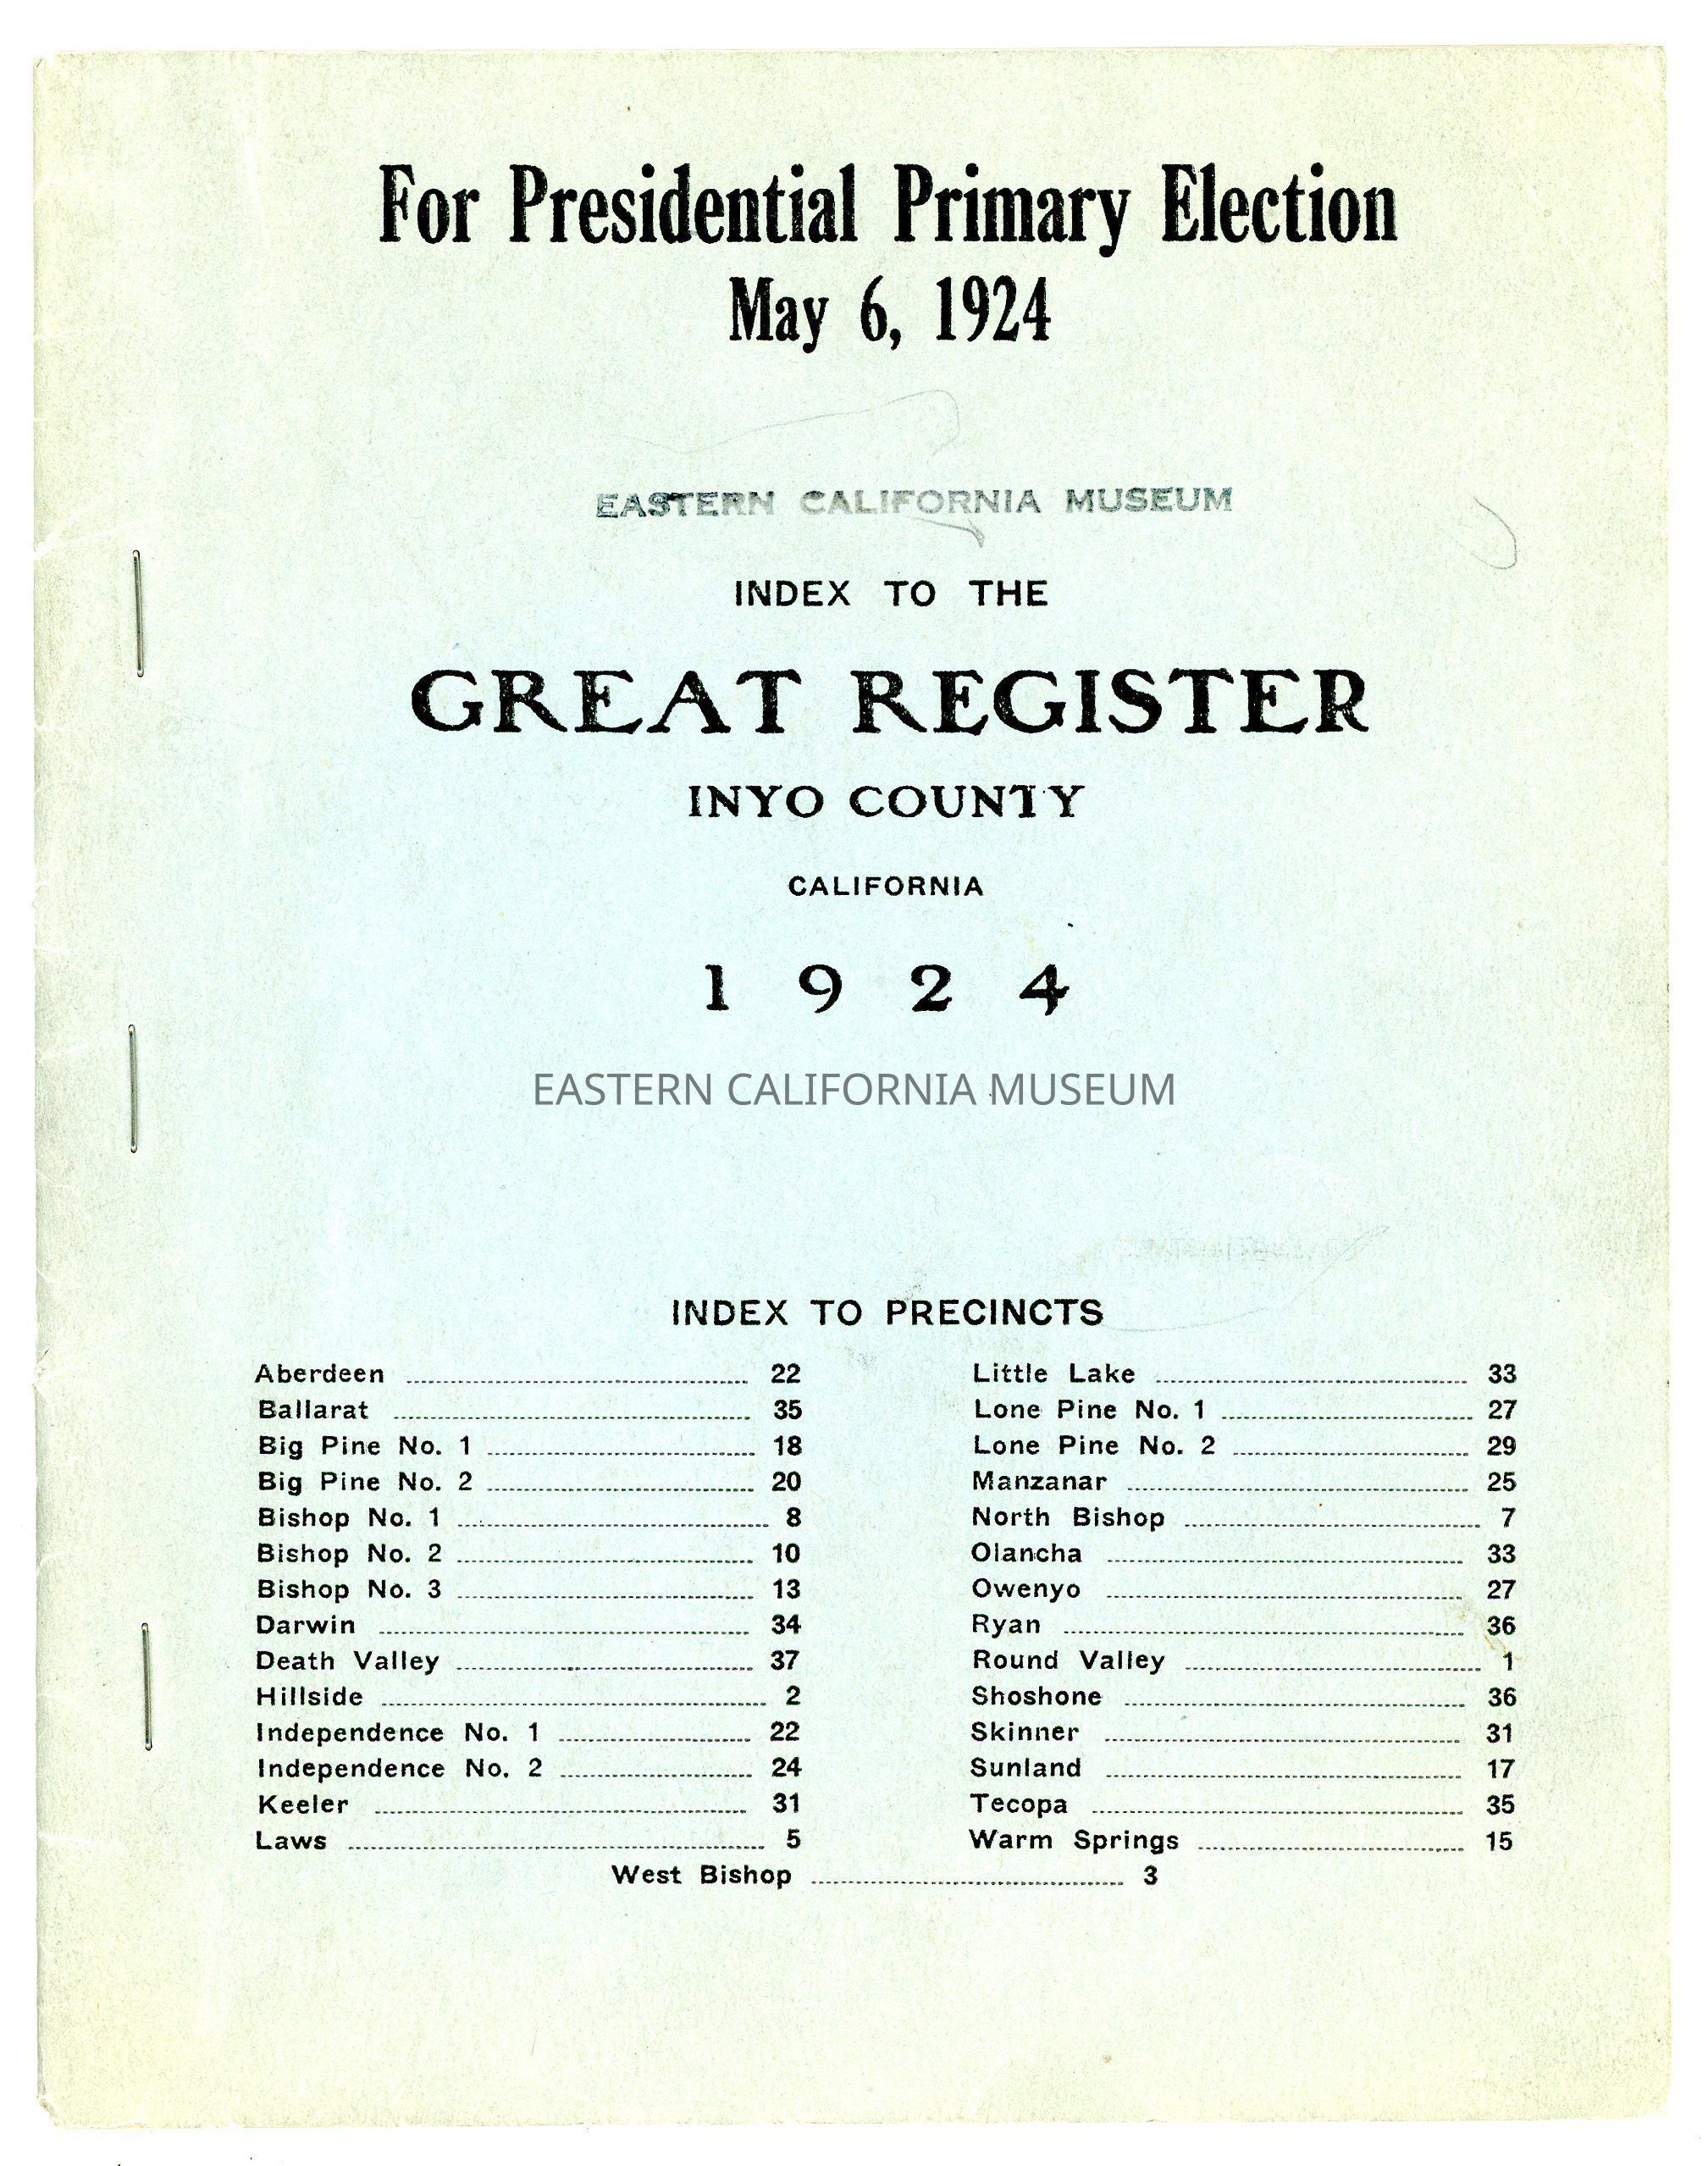 For Presidential Primary Election
May 6, 1924
EASTERN CALIFORNIA MUSEUM
INDEX TO THE
GREAT REGISTER
INYO COUNTY
CALIFORNIA
1 9 2 4
EASTERN CALIFORNIA MUSEUM
INDEX TO PRECINCTS
Aberdeen 22
Ballarat 35
Big Pine No. 1 18
Big Pine No. 2 20
Bishop No. 1 8
Bishop No. 2 10
Bishop No. 3 13
Darwin 34
Death Valley 37
Hillside 2
Independence No. 1 22
Independence No. 2 24
Keeler 31
Laws 5
Little Lake 33
Lone Pine No. 1 27
Lone Pine No. 2 29
Manzanar 25
North Bishop 7
Olancha 33
Owenyo 27
Ryan 36
Round Valley 1
Shoshone 36
Skinner 31
Sunland 17
Tecopa 35
Warm Springs 15
West Bishop 3